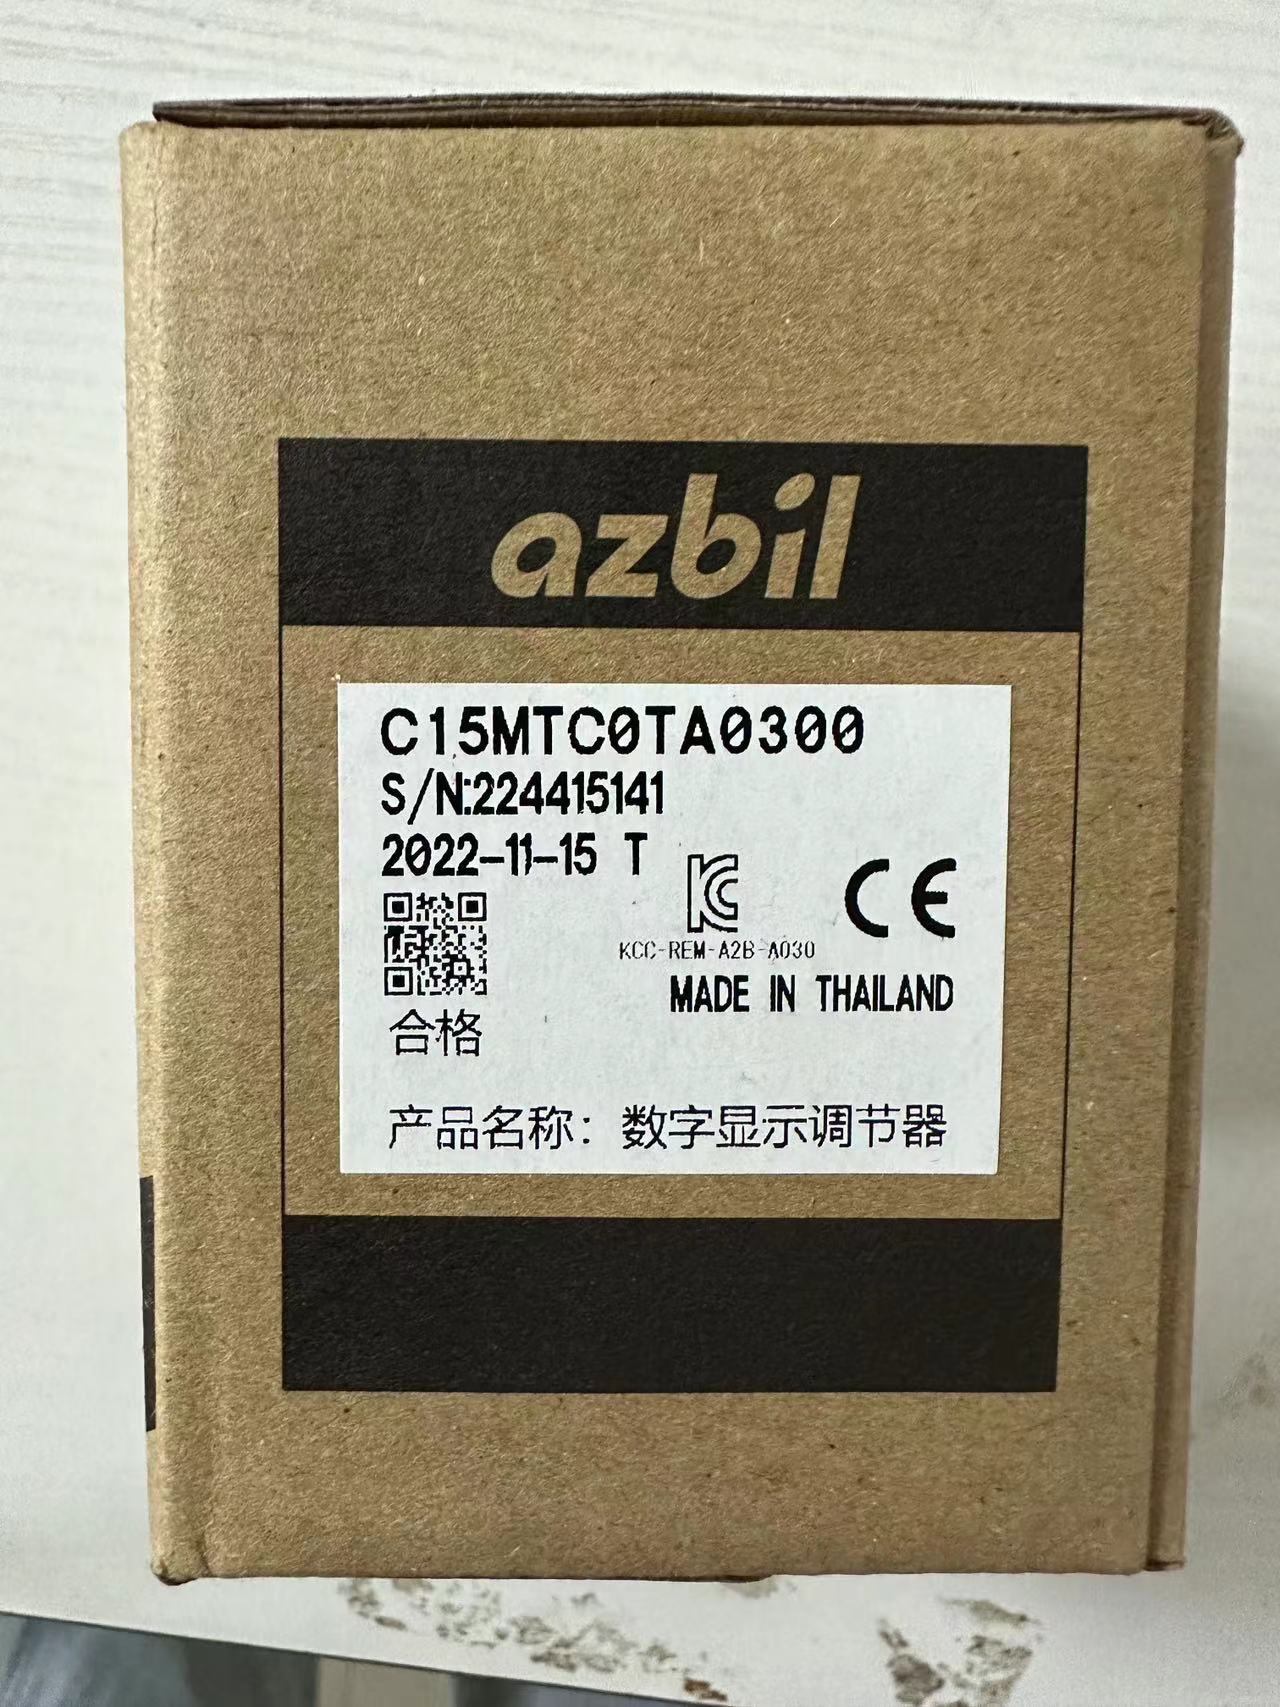 azbil
C15MTC0TA0300
S/N:224415141
2022-11-15 T
KCC-REM-A2B-A030
MADE IN THAILAND
合格
产品名称：数字显示调节器